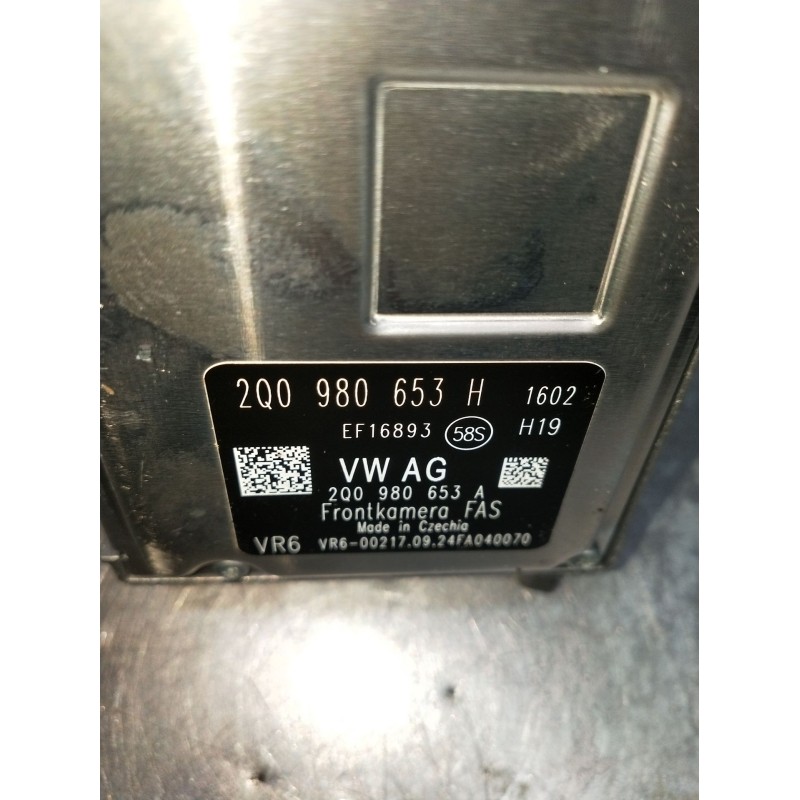 2Q0 980 653 H 1602
EF16893 58S H19
VW AG
2Q0 980 653 A
Frontkamera FAS
Made in Czechia
VR6 VR6-00217.09.24FA040070